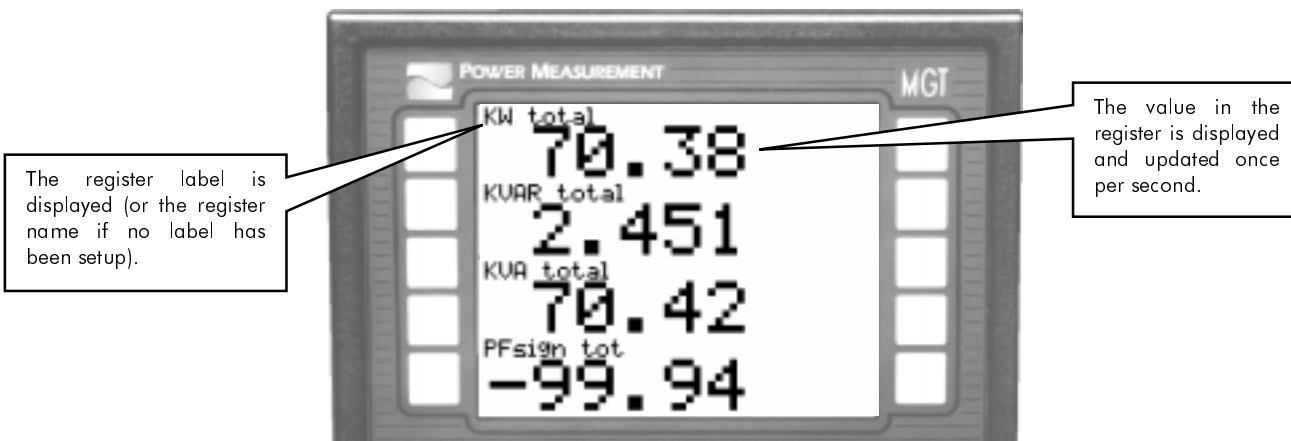 POWER MEASUREMENT
MGT
KW total
70.38
KVAR total
2.451
KVA total
70.42
PFsign tot
-99.94
The register label is
displayed (or the register
name if no label has
been setup).
The value in the
register is displayed
and updated once
per second.